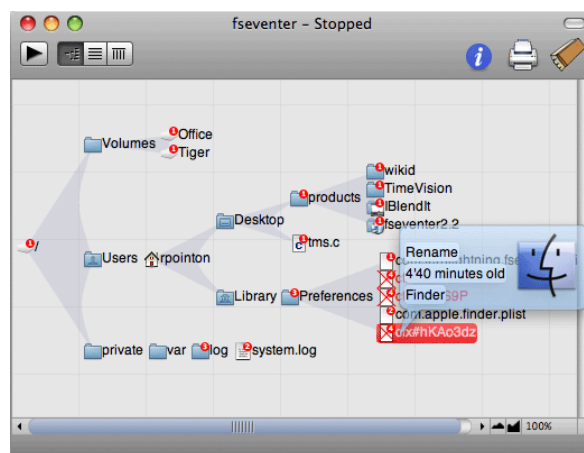 fseventer – Stopped
Office
Volumes
Tiger
wikid
products
TimeVision
IBlendIt
Desktop
fseventer2.2
tms.c
Rename
/
Users
rpointon
4'40 minutes old
Library
Preferences
Finder
com.apple.finder.plist
private
var
log
system.log
100%